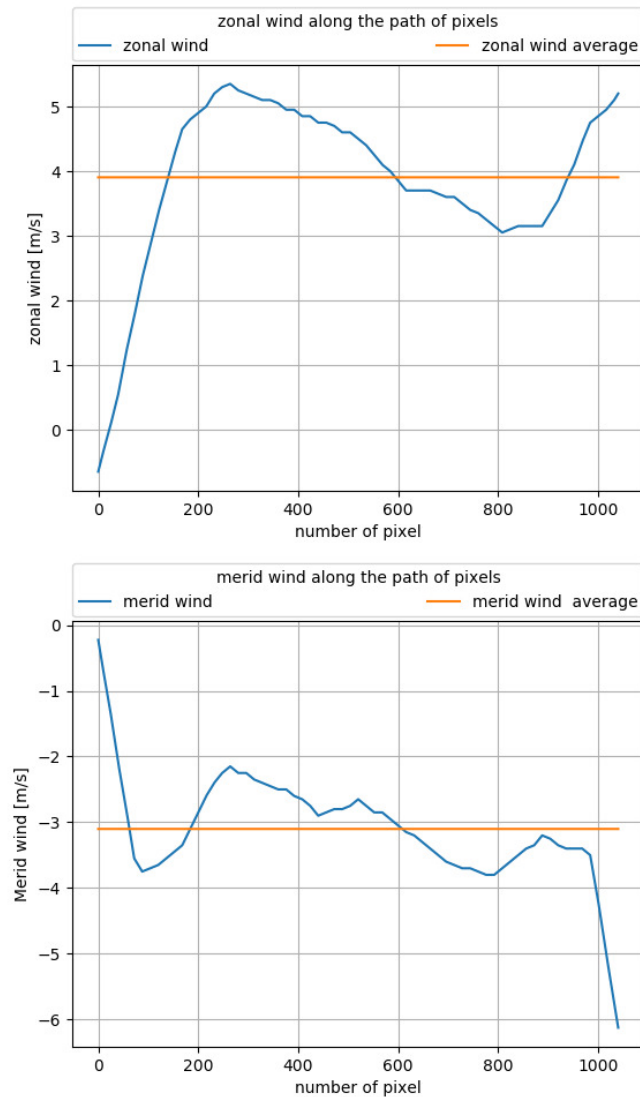 zonal wind along the path of pixels
zonal wind zonal wind average
5
4
3
2
1
0
zonal wind [m/s]
0 200 400 600 800 1000
number of pixel
merid wind along the path of pixels
merid wind merid wind  average
0
−1
−2
−3
−4
−5
−6
Merid wind [m/s]
0 200 400 600 800 1000
number of pixel